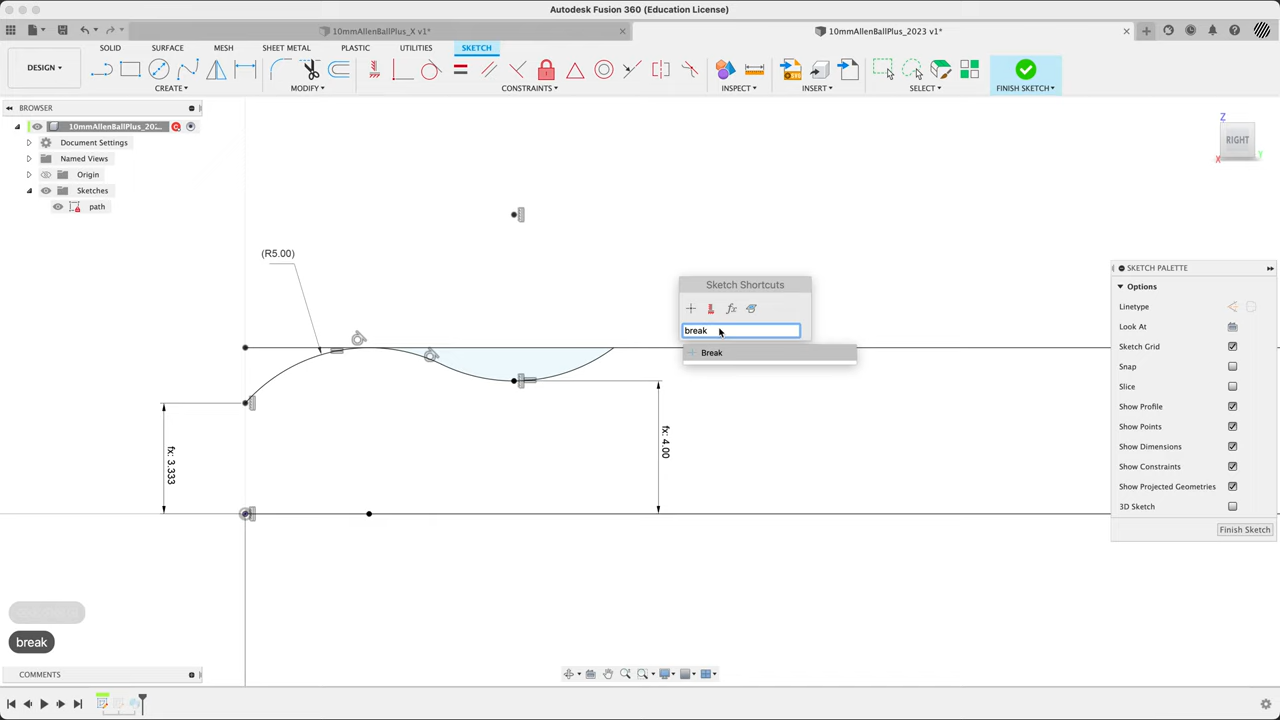 Autodesk Fusion 360 (Education License)
10mmAllenBallPlus_X v1*
10mmAllenBallPlus_2023 v1*
SOLID
SURFACE
MESH
SHEET METAL
PLASTIC
UTILITIES
SKETCH
DESIGN
CREATE
MODIFY
CONSTRAINTS
INSPECT
INSERT
SELECT
FINISH SKETCH
BROWSER
10mmAllenBallPlus_20...
Document Settings
Named Views
Origin
Sketches
path
Z
RIGHT
X
Y
(R5.00)
fx: 3.333
fx: 4.00
Sketch Shortcuts
fx
break
Break
SKETCH PALETTE
Options
Linetype
Look At
Sketch Grid
Snap
Slice
Show Profile
Show Points
Show Dimensions
Show Constraints
Show Projected Geometries
3D Sketch
Finish Sketch
break
COMMENTS